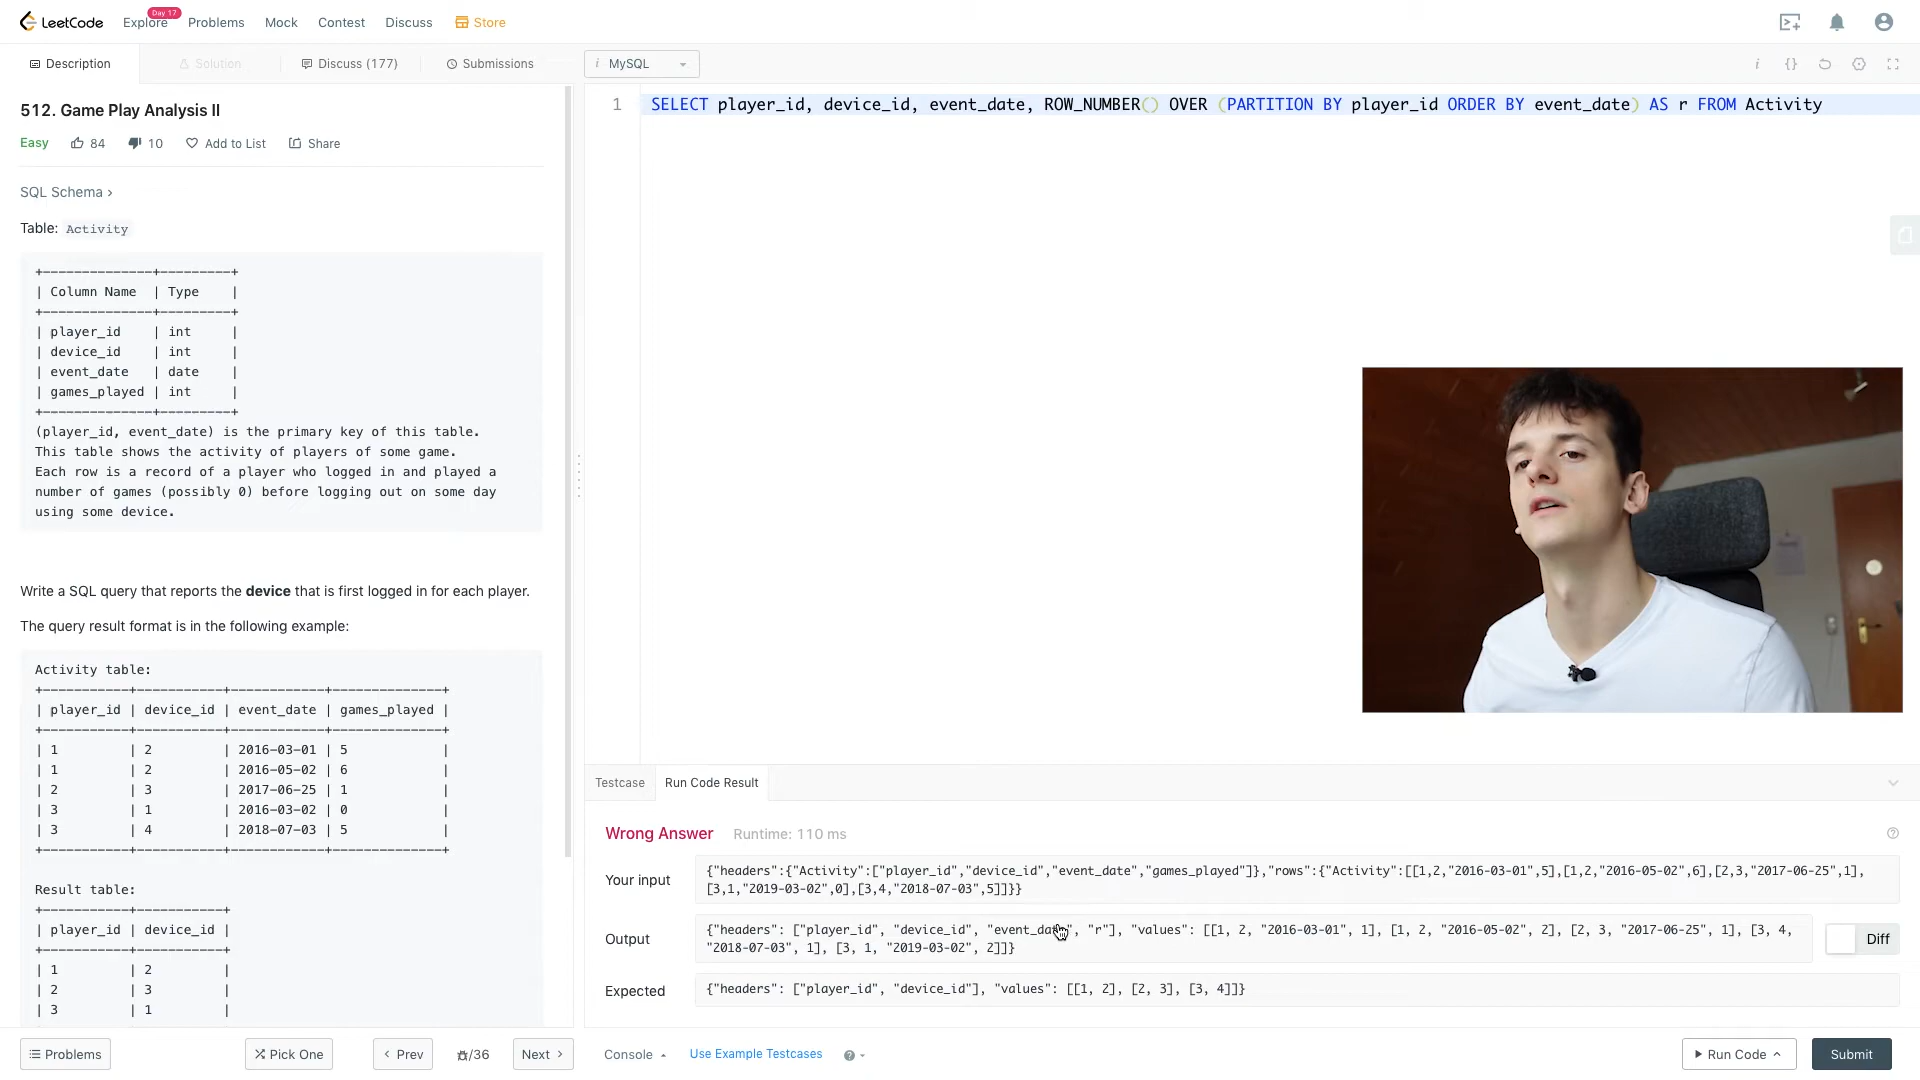 LeetCode
Explore
Day 17
Problems
Mock
Contest
Discuss
Store
Description
Solution
Discuss (177)
Submissions
i MySQL
512. Game Play Analysis II
Easy 84 10 Add to List Share
SQL Schema ›
Table: Activity
+--------------+---------+
| Column Name  | Type    |
+--------------+---------+
| player_id    | int     |
| device_id    | int     |
| event_date   | date    |
| games_played | int     |
+--------------+---------+
(player_id, event_date) is the primary key of this table.
This table shows the activity of players of some game.
Each row is a record of a player who logged in and played a
number of games (possibly 0) before logging out on some day
using some device.
Write a SQL query that reports the device that is first logged in for each player.
The query result format is in the following example:
Activity table:
+-----------+-----------+------------+--------------+
| player_id | device_id | event_date | games_played |
+-----------+-----------+------------+--------------+
| 1         | 2         | 2016-03-01 | 5            |
| 1         | 2         | 2016-05-02 | 6            |
| 2         | 3         | 2017-06-25 | 1            |
| 3         | 1         | 2016-03-02 | 0            |
| 3         | 4         | 2018-07-03 | 5            |
+-----------+-----------+------------+--------------+
Result table:
+-----------+-----------+
| player_id | device_id |
+-----------+-----------+
| 1         | 2         |
| 2         | 3         |
| 3         | 1         |
1 SELECT player_id, device_id, event_date, ROW_NUMBER() OVER (PARTITION BY player_id ORDER BY event_date) AS r FROM Activity
Testcase
Run Code Result
Wrong Answer Runtime: 110 ms
Your input
{"headers":{"Activity":["player_id","device_id","event_date","games_played"]},"rows":{"Activity":[[1,2,"2016-03-01",5],[1,2,"2016-05-02",6],[2,3,"2017-06-25",1],
[3,1,"2019-03-02",0],[3,4,"2018-07-03",5]]}}
Output
{"headers": ["player_id", "device_id", "event_date", "r"], "values": [[1, 2, "2016-03-01", 1], [1, 2, "2016-05-02", 2], [2, 3, "2017-06-25", 1], [3, 4,
"2018-07-03", 1], [3, 1, "2019-03-02", 2]]}
Diff
Expected
{"headers": ["player_id", "device_id"], "values": [[1, 2], [2, 3], [3, 4]]}
Problems
Pick One
‹ Prev
/36
Next ›
Console
Use Example Testcases
Run Code
Submit